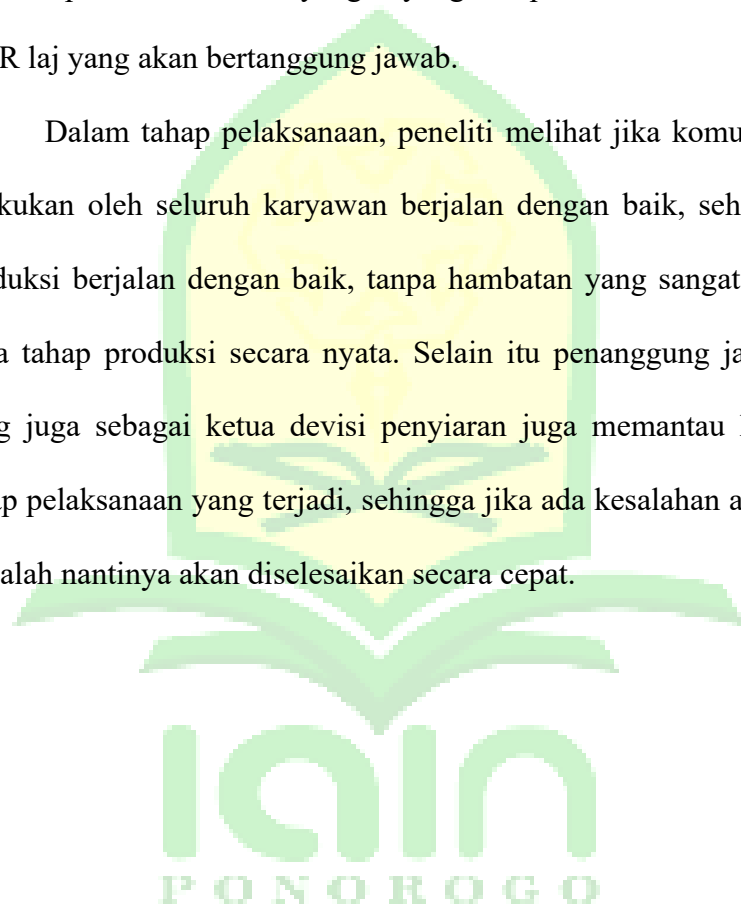 R laj yang akan bertanggung jawab.
Dalam tahap pelaksanaan, peneliti melihat jika komu
kukan oleh seluruh karyawan berjalan dengan baik, seh
duksi berjalan dengan baik, tanpa hambatan yang sangat
a tahap produksi secara nyata. Selain itu penanggung ja
g juga sebagai ketua devisi penyiaran juga memantau
ap pelaksanaan yang terjadi, sehingga jika ada kesalahan a
alah nantinya akan diselesaikan secara cepat.
iain
PONOROGO